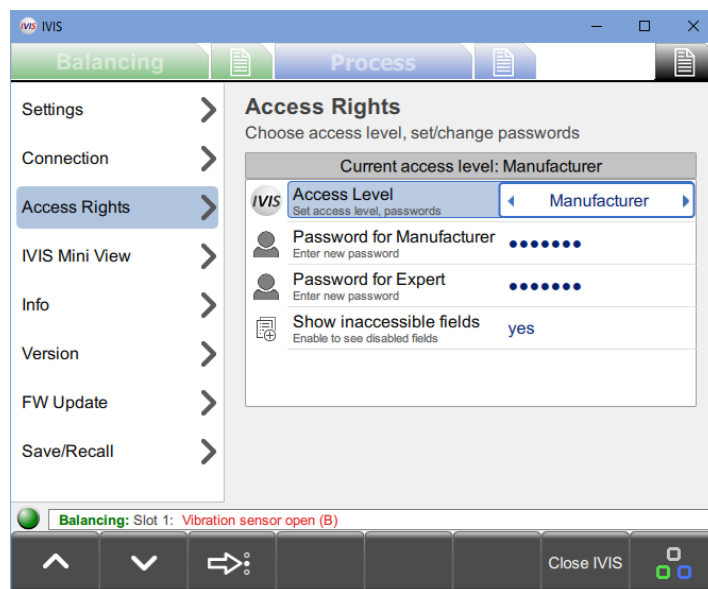 IVIS IVIS
Balancing Process
Settings
Connection
Access Rights
IVIS Mini View
Info
Version
FW Update
Save/Recall
Access Rights
Choose access level, set/change passwords
Current access level: Manufacturer
IVIS Access Level Manufacturer
Set access level, passwords
Password for Manufacturer •••••••
Enter new password
Password for Expert •••••••
Enter new password
Show inaccessible fields yes
Enable to see disabled fields
Balancing: Slot 1: Vibration sensor open (B)
Close IVIS